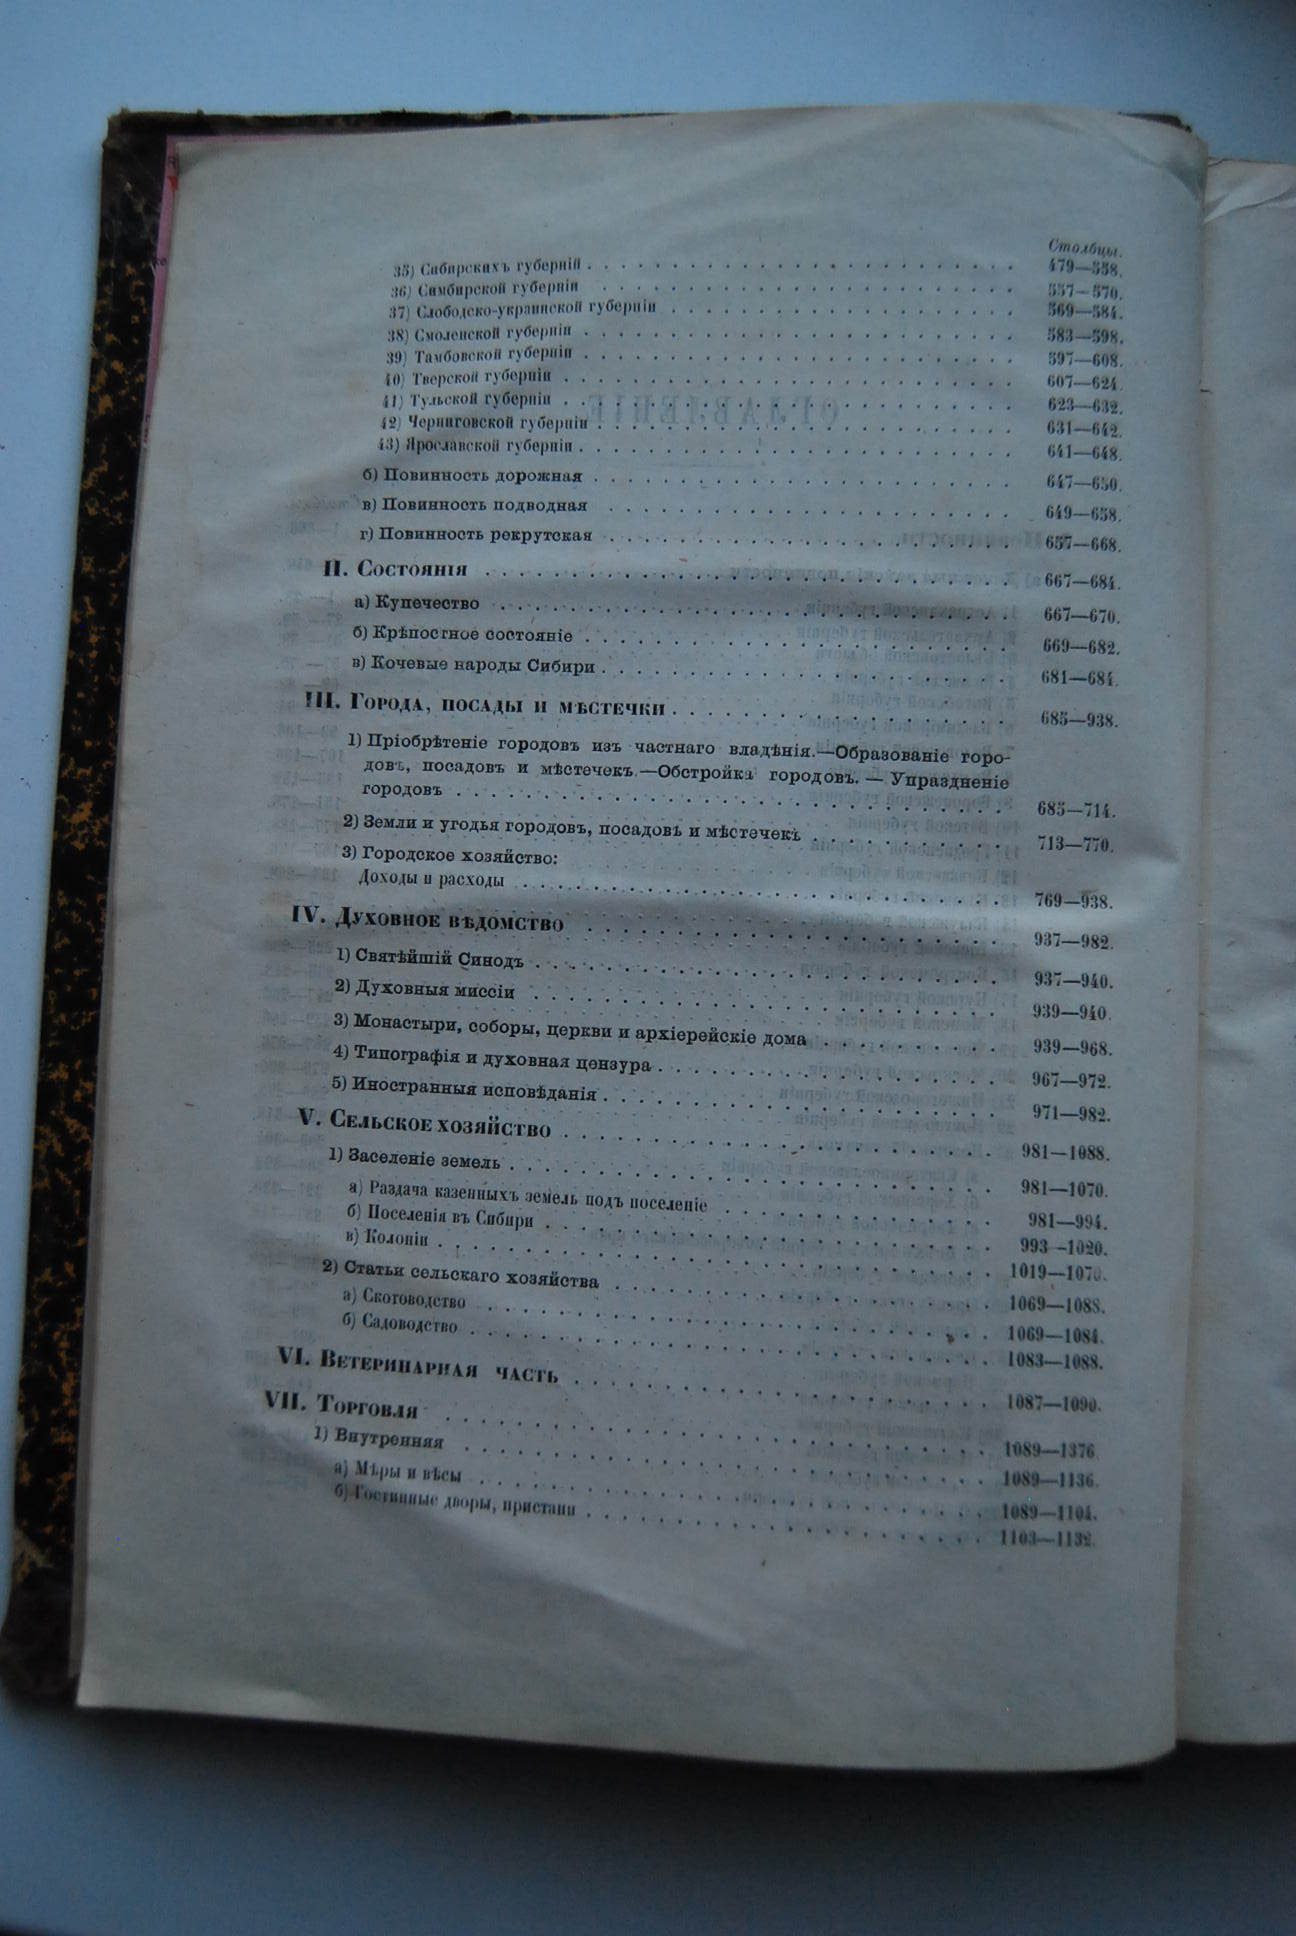 Столбцы.
35) Сибирскихъ губерній . . . 479—558.
36) Симбирской губерніи . . . 557—570.
37) Слободско-украинской губерніи . . . 569—584.
38) Смоленской губерніи . . . 583—598.
39) Тамбовской губерніи . . . 597—608.
40) Тверской губерніи . . . 607—624.
41) Тульской губерніи . . . 623—632.
42) Черниговской губерніи . . . 631—642.
43) Ярославской губерніи . . . 641—648.
б) Повинность дорожная . . . 647—650.
в) Повинность подводная . . . 649—658.
г) Повинность рекрутская . . . 657—668.
II. Состоянія . . . 667—684.
а) Купечество . . . 667—670.
б) Крѣпостное состояніе . . . 669—682.
в) Кочевые народы Сибири . . . 681—684.
III. Города, посады и мѣстечки . . . 685—938.
1) Пріобрѣтеніе городовъ изъ частнаго владѣнія.—Образованіе горо-
довъ, посадовъ и мѣстечекъ.—Обстройка городовъ. — Упраздненіе
городовъ . . . 685—714.
2) Земли и угодья городовъ, посадовъ и мѣстечекъ . . . 713—770.
3) Городское хозяйство:
Доходы и расходы . . . 769—938.
IV. Духовное вѣдомство . . . 937—982.
1) Святѣйшій Синодъ . . . 937—940.
2) Духовныя миссіи . . . 939—940.
3) Монастыри, соборы, церкви и архіерейскіе дома . . . 939—968.
4) Типографія и духовная цензура . . . 967—972.
5) Иностранныя исповѣданія . . . 971—982.
V. Сельское хозяйство . . . 981—1088.
1) Заселеніе земель . . . 981—1070.
а) Раздача казенныхъ земель подъ поселеніе . . . 981—994.
б) Поселенія въ Сибири . . . 993—1020.
в) Колоніи . . . 1019—1070.
2) Статьи сельскаго хозяйства . . . 1069—1088.
а) Скотоводство . . . 1069—1084.
б) Садоводство . . . 1083—1088.
VI. Ветеринарная часть . . . 1087—1090.
VII. Торговля . . . 1089—1376.
1) Внутренняя . . . 1089—1136.
а) Мѣры и вѣсы . . . 1089—1104.
б) Гостинные дворы, пристани . . . 1103—1132.